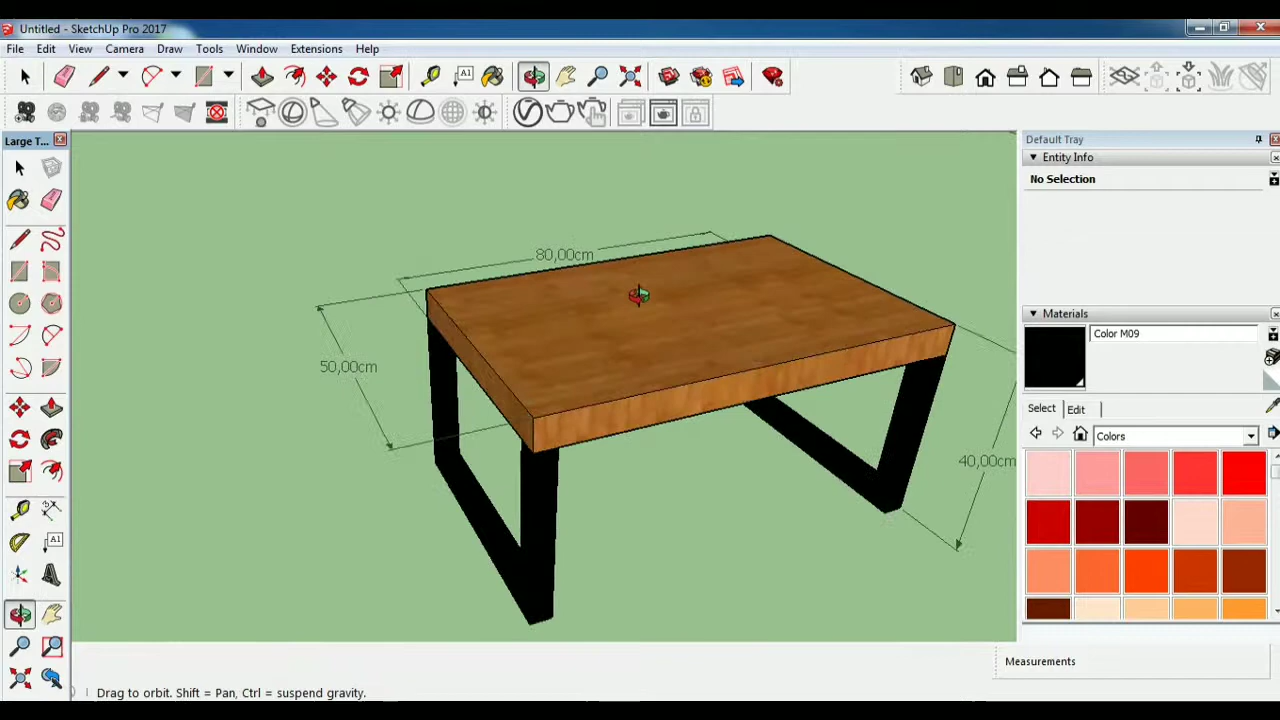 Untitled - SketchUp Pro 2017
File Edit View Camera Draw Tools Window Extensions Help
A1
Large T...
Default Tray
Entity Info
No Selection
80,00cm
50,00cm
40,00cm
Materials
Color M09
Select Edit
Colors
A1
Measurements
Drag to orbit. Shift = Pan, Ctrl = suspend gravity.